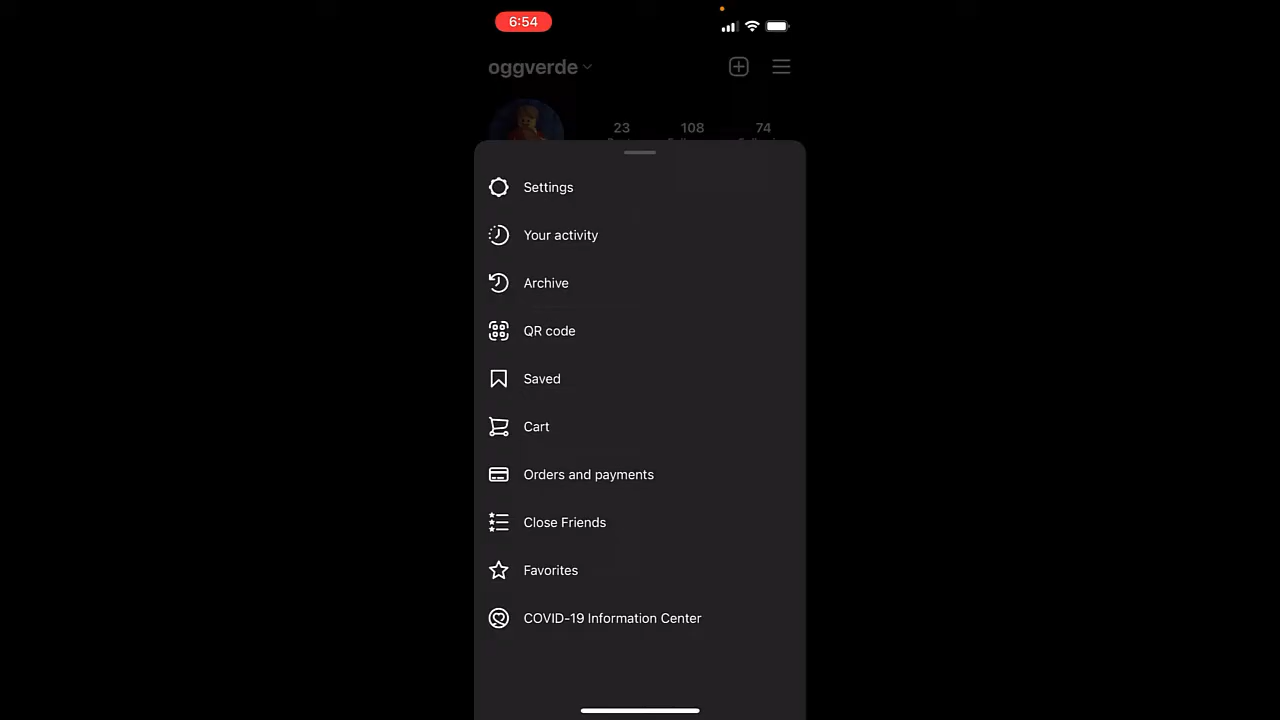 6:54
oggverde
23 108 74
Settings
Your activity
Archive
QR code
Saved
Cart
Orders and payments
Close Friends
Favorites
COVID-19 Information Center